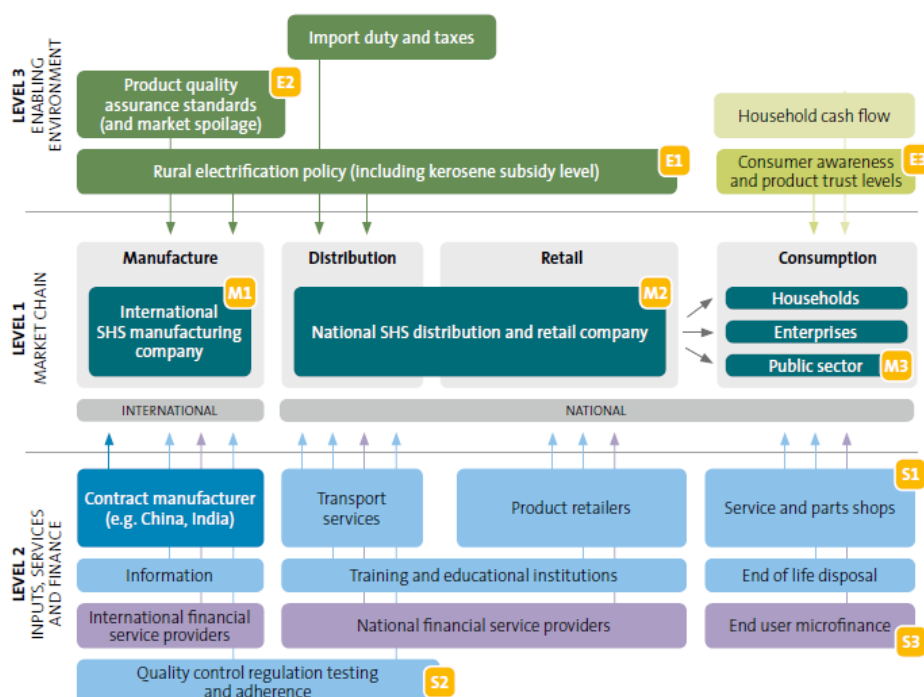 LEVEL 3
ENABLING
ENVIRONMENT
Import duty and taxes
E2
Product quality
assurance standards
(and market spoilage)
Household cash flow
E1
Rural electrification policy (including kerosene subsidy level)
E3
Consumer awareness
and product trust levels
LEVEL 1
MARKET CHAIN
Manufacture
Distribution
Retail
Consumption
M1
International
SHS manufacturing
company
M2
National SHS distribution and retail company
Households
Enterprises
Public sector
M3
INTERNATIONAL
NATIONAL
LEVEL 2
INPUTS, SERVICES
AND FINANCE
Contract manufacturer
(e.g. China, India)
Transport
services
Product retailers
S1
Service and parts shops
Information
Training and educational institutions
End of life disposal
International financial
service providers
National financial service providers
End user microfinance
S3
Quality control regulation testing
and adherence
S2